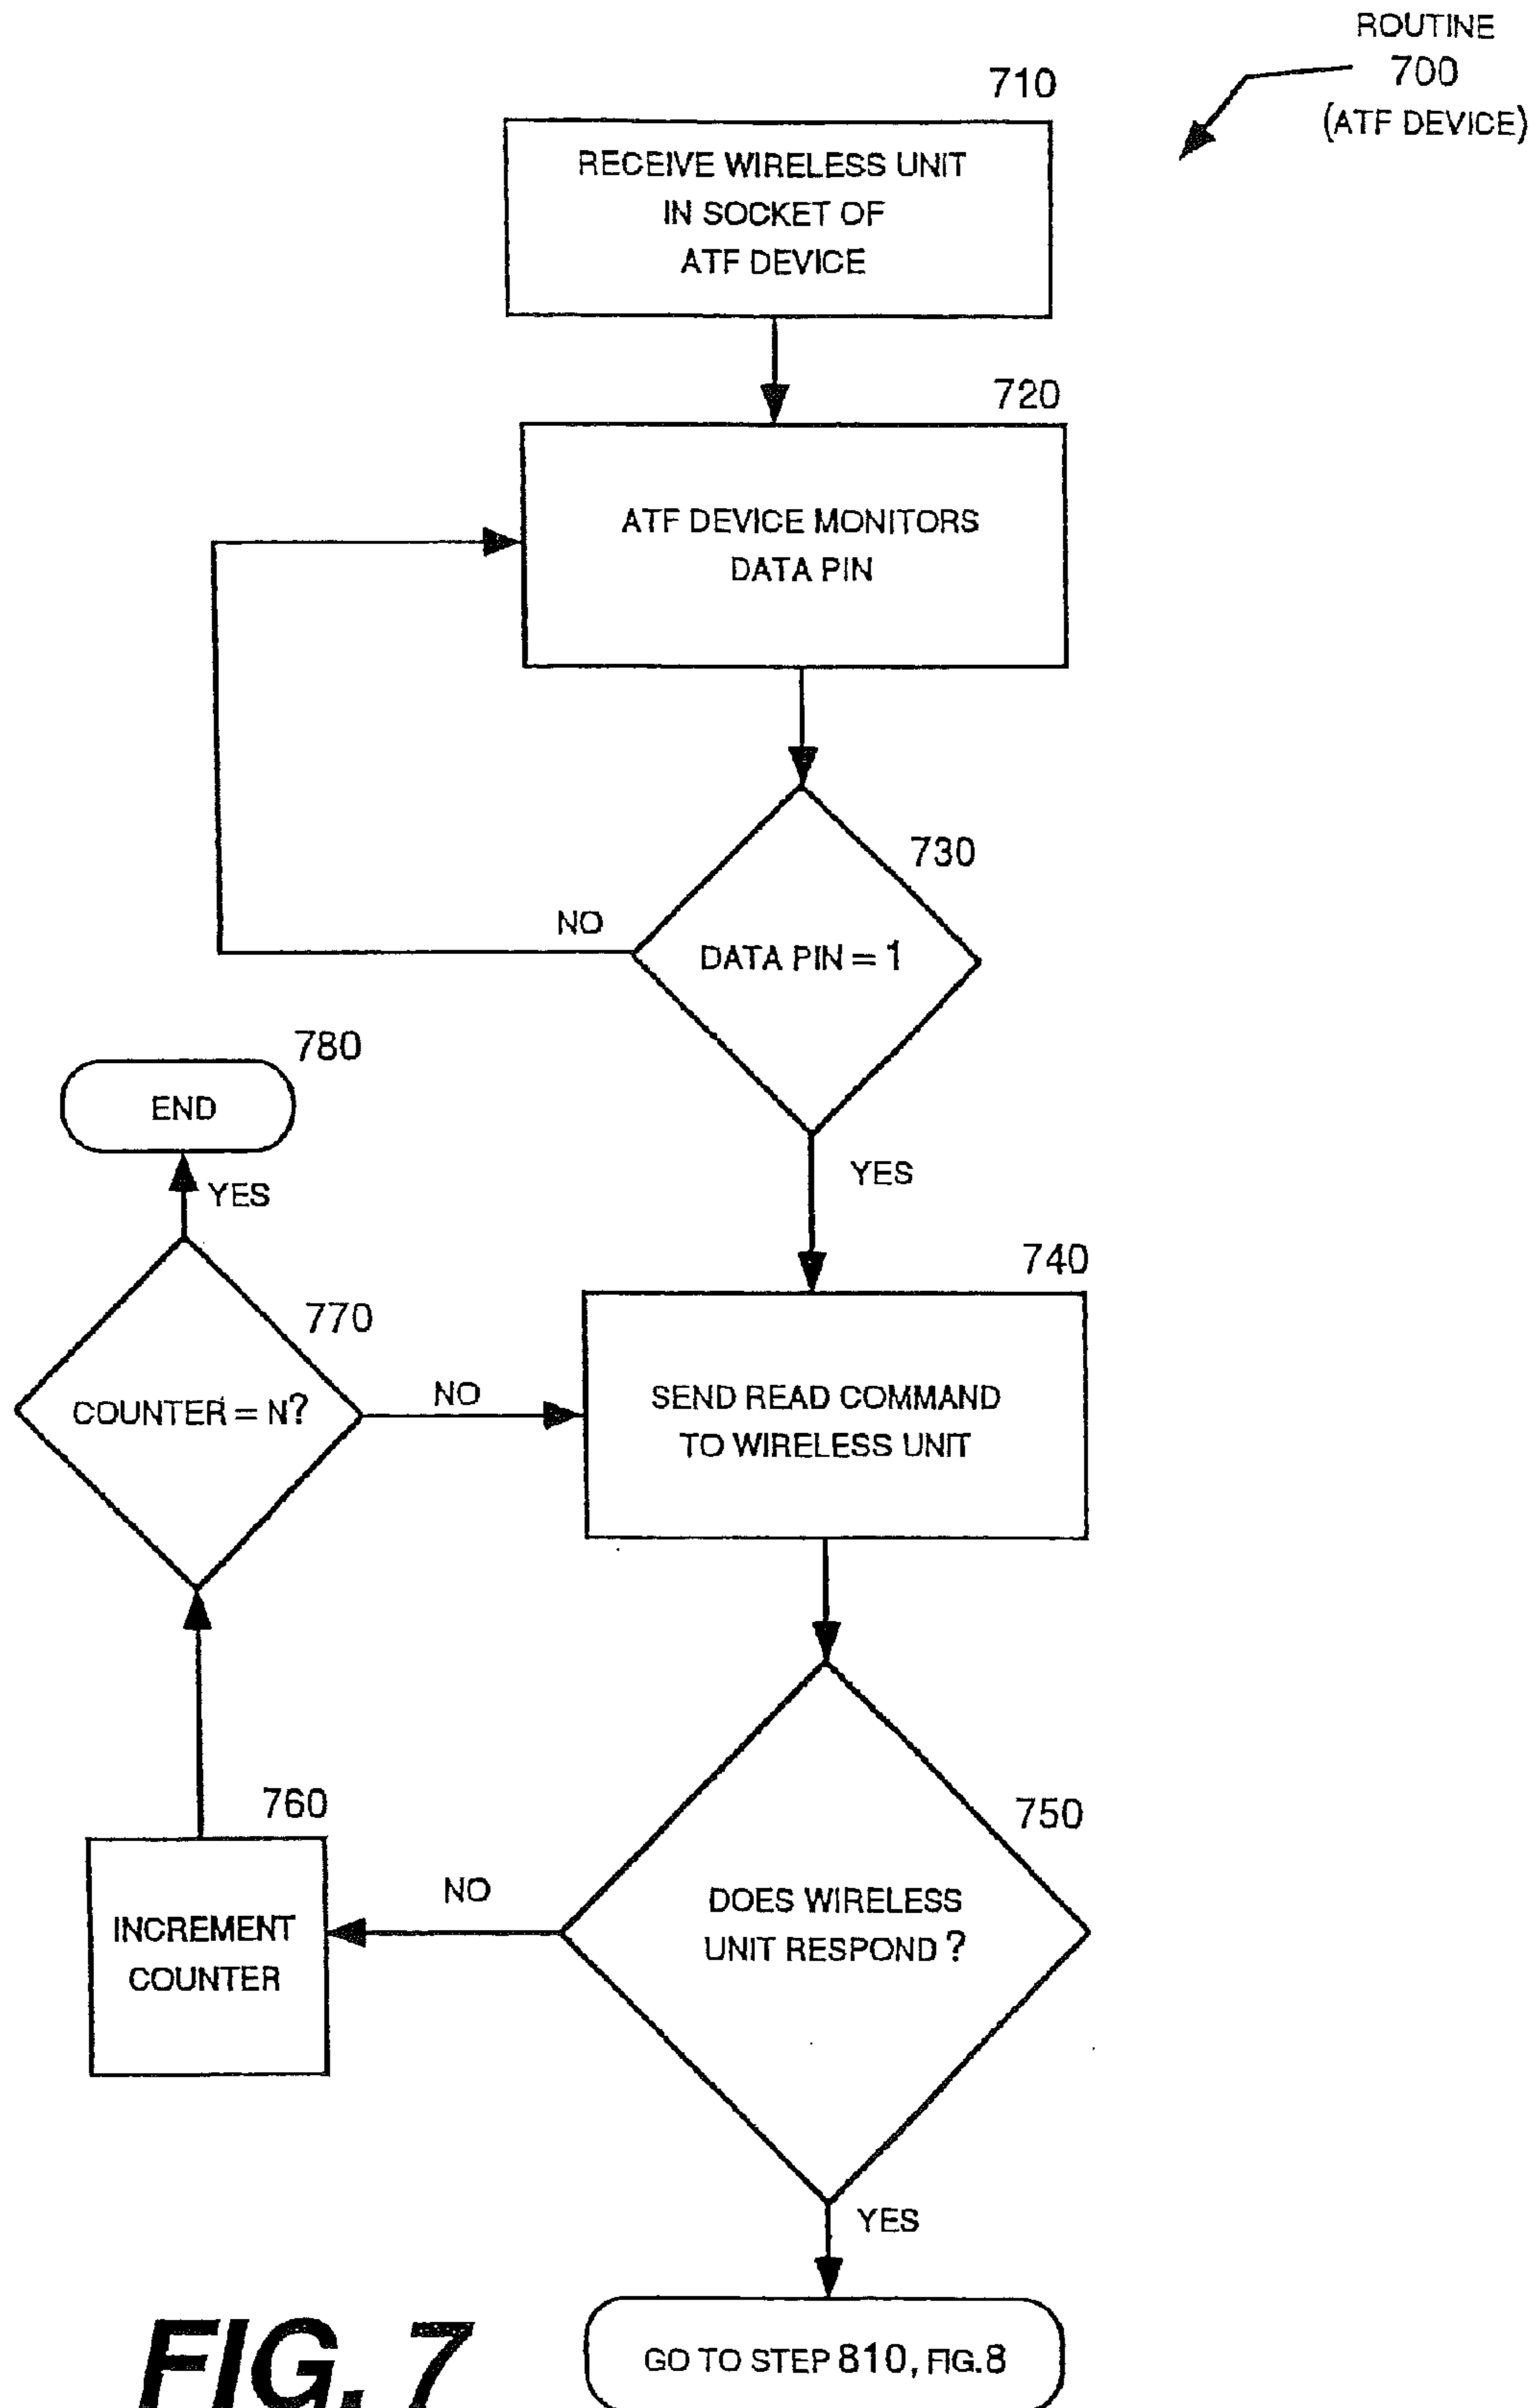 ROUTINE
700
(ATF DEVICE)
710
RECEIVE WIRELESS UNIT
IN SOCKET OF
ATF DEVICE
720
ATF DEVICE MONITORS
DATA PIN
730
NO
DATA PIN = 1
780
END
YES
YES
740
770
COUNTER = N?
NO
SEND READ COMMAND
TO WIRELESS UNIT
760
750
NO
INCREMENT
COUNTER
DOES WIRELESS
UNIT RESPOND ?
YES
GO TO STEP 810, FIG. 8
FIG. 7